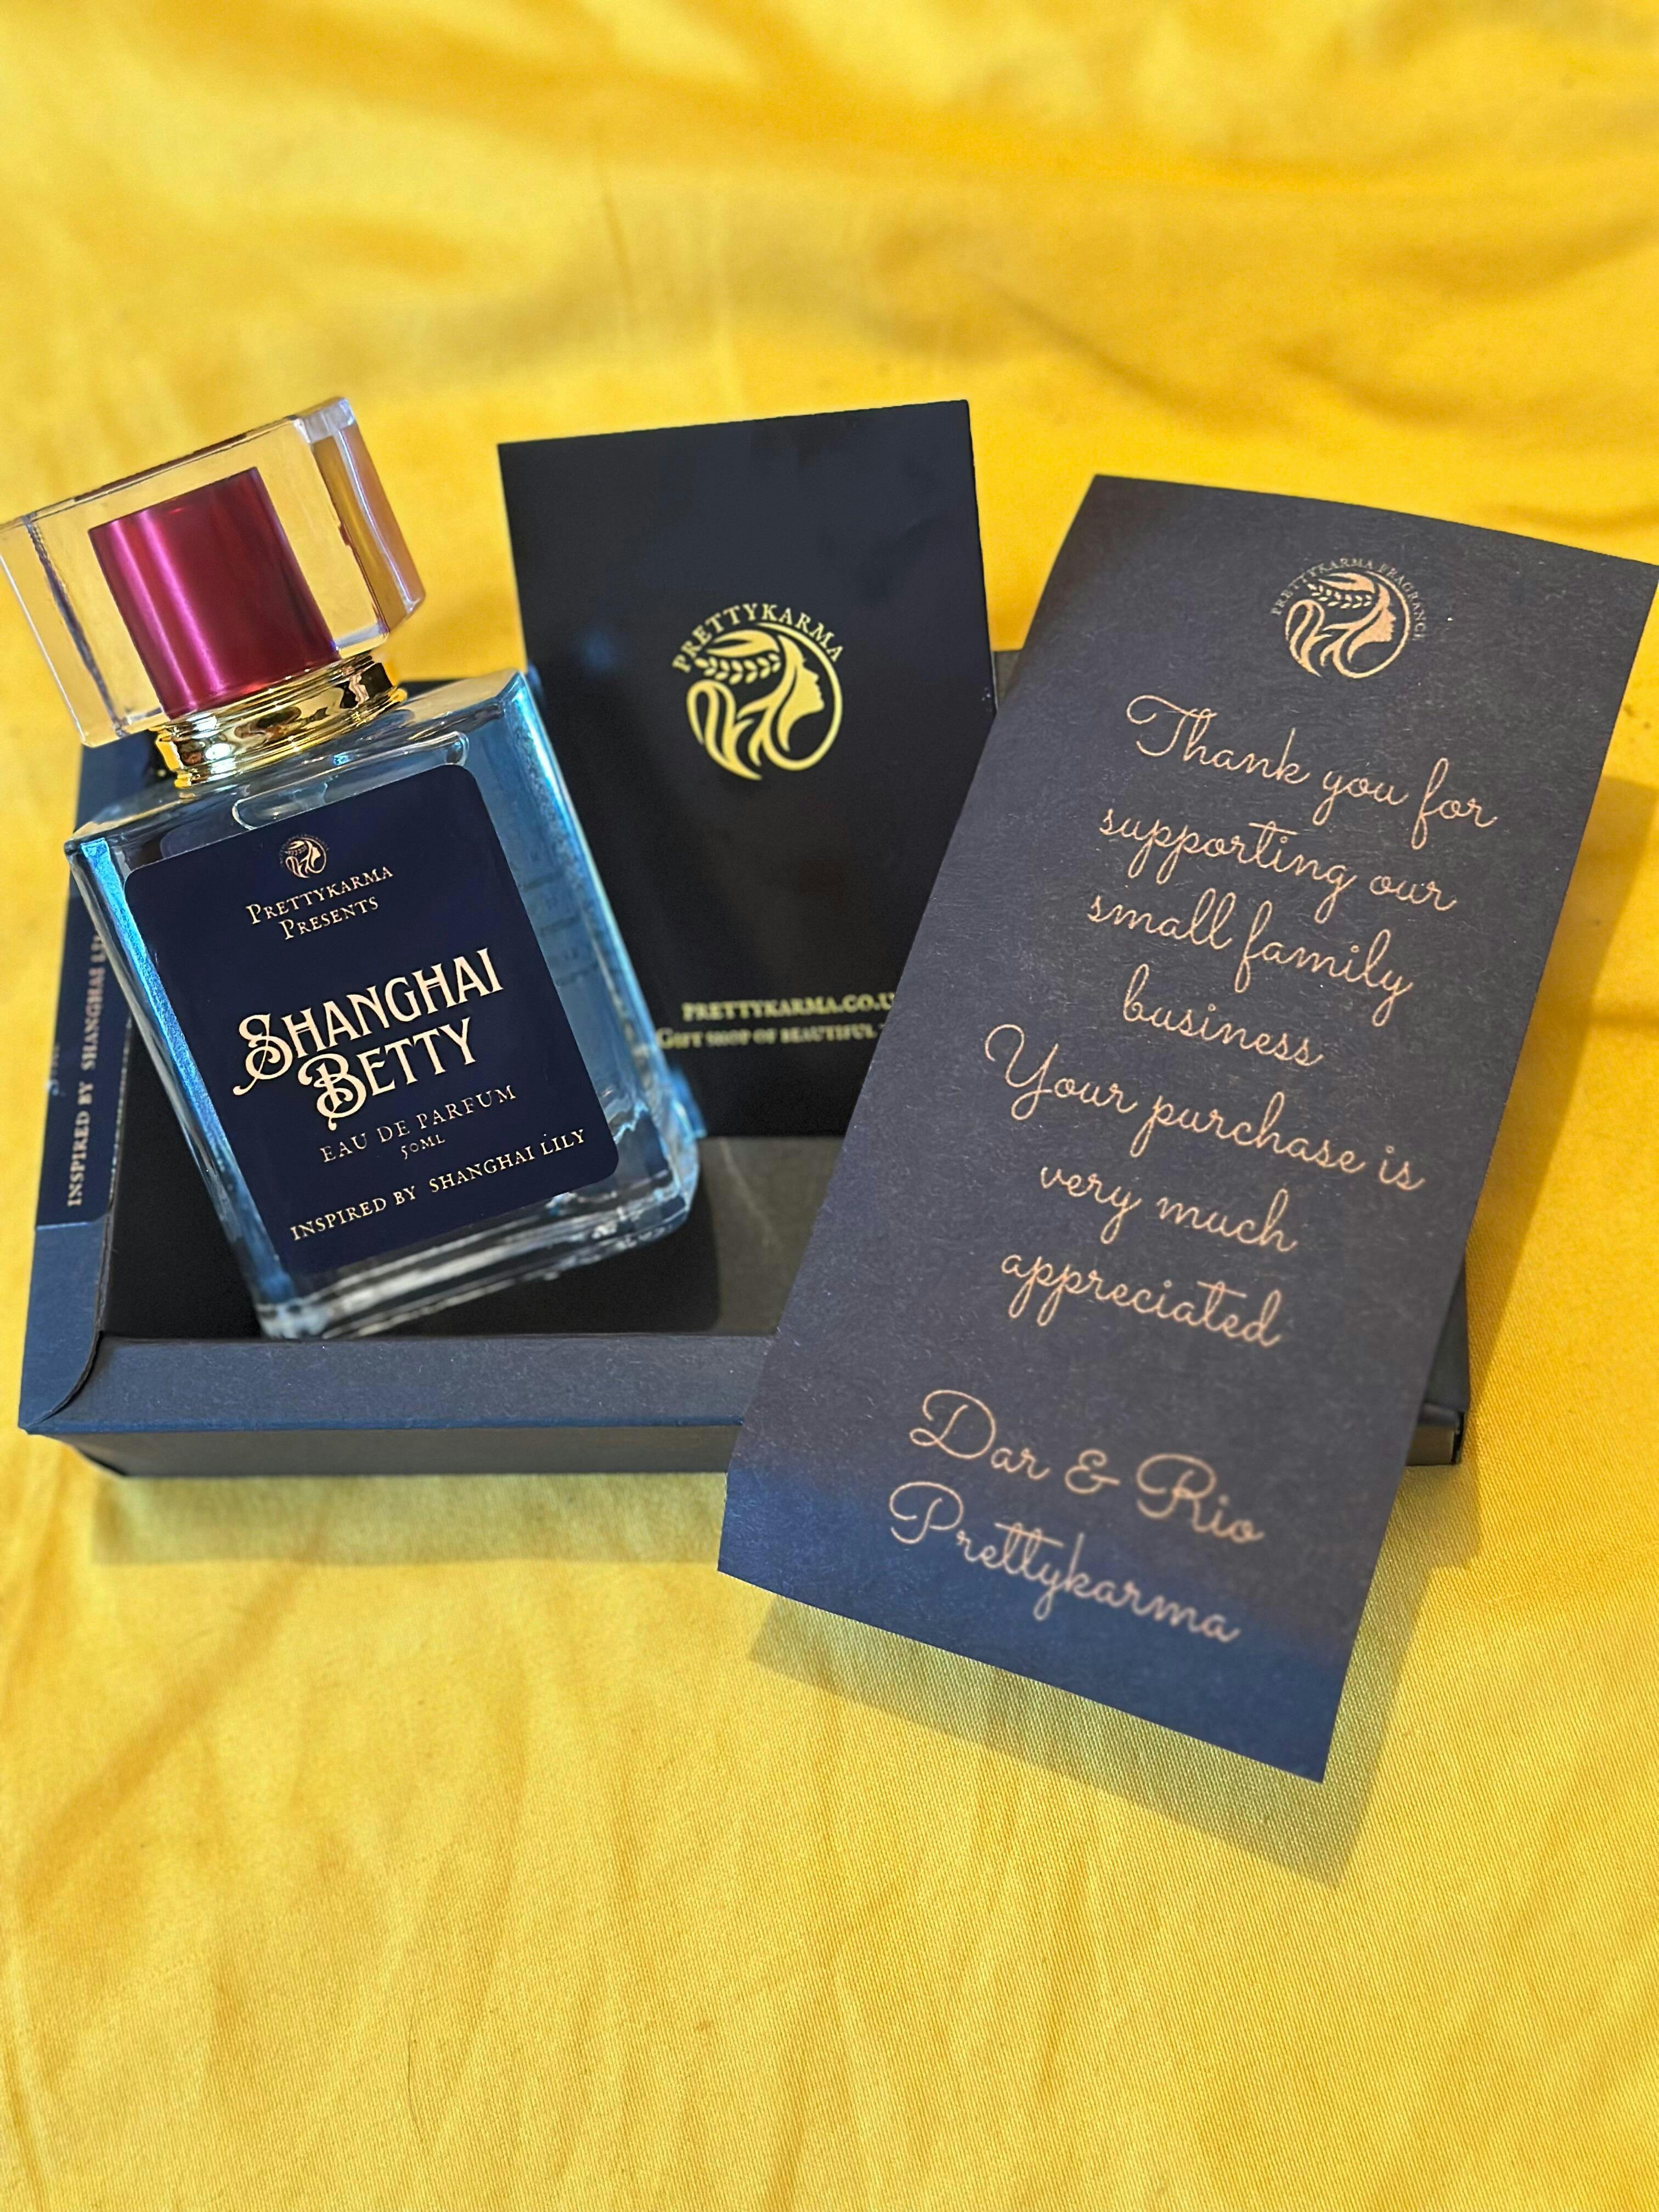 PRETTYKARMA
PRESENTS
SHANGHAI
BETTY
EAU DE PARFUM
50ML
INSPIRED BY SHANGHAI LILY
INSPIRED BY SHANGHAI
PRETTYKARMA
PRETTYKARMA.CO.U
GIFT SHOP OF BEAUTIFUL
PRETTYKARMA FRAGRANCE
Thank you for
supporting our
small family
business
Your purchase is
very much
appreciated
Dar & Rio
Prettykarma